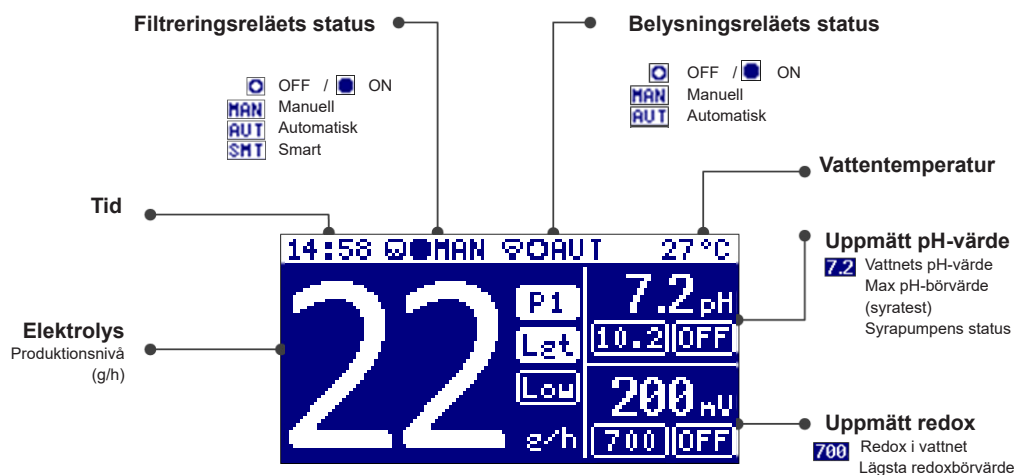 Filtreringsreläets status
OFF / ON
MAN Manuell
AUT Automatisk
SMT Smart
Belysningsreläets status
OFF / ON
MAN Manuell
AUT Automatisk
Vattentemperatur
Tid
14:58 MAN AUT 27°C
22 g/h
P1
Lgt
Low
7.2 pH
10.2 OFF
200 mV
700 OFF
Elektrolys
Produktionsnivå
(g/h)
Uppmätt pH-värde
7.2 Vattnets pH-värde
Max pH-börvärde
(syratest)
Syrapumpens status
Uppmätt redox
700 Redox i vattnet
Lägsta redoxbörvärde